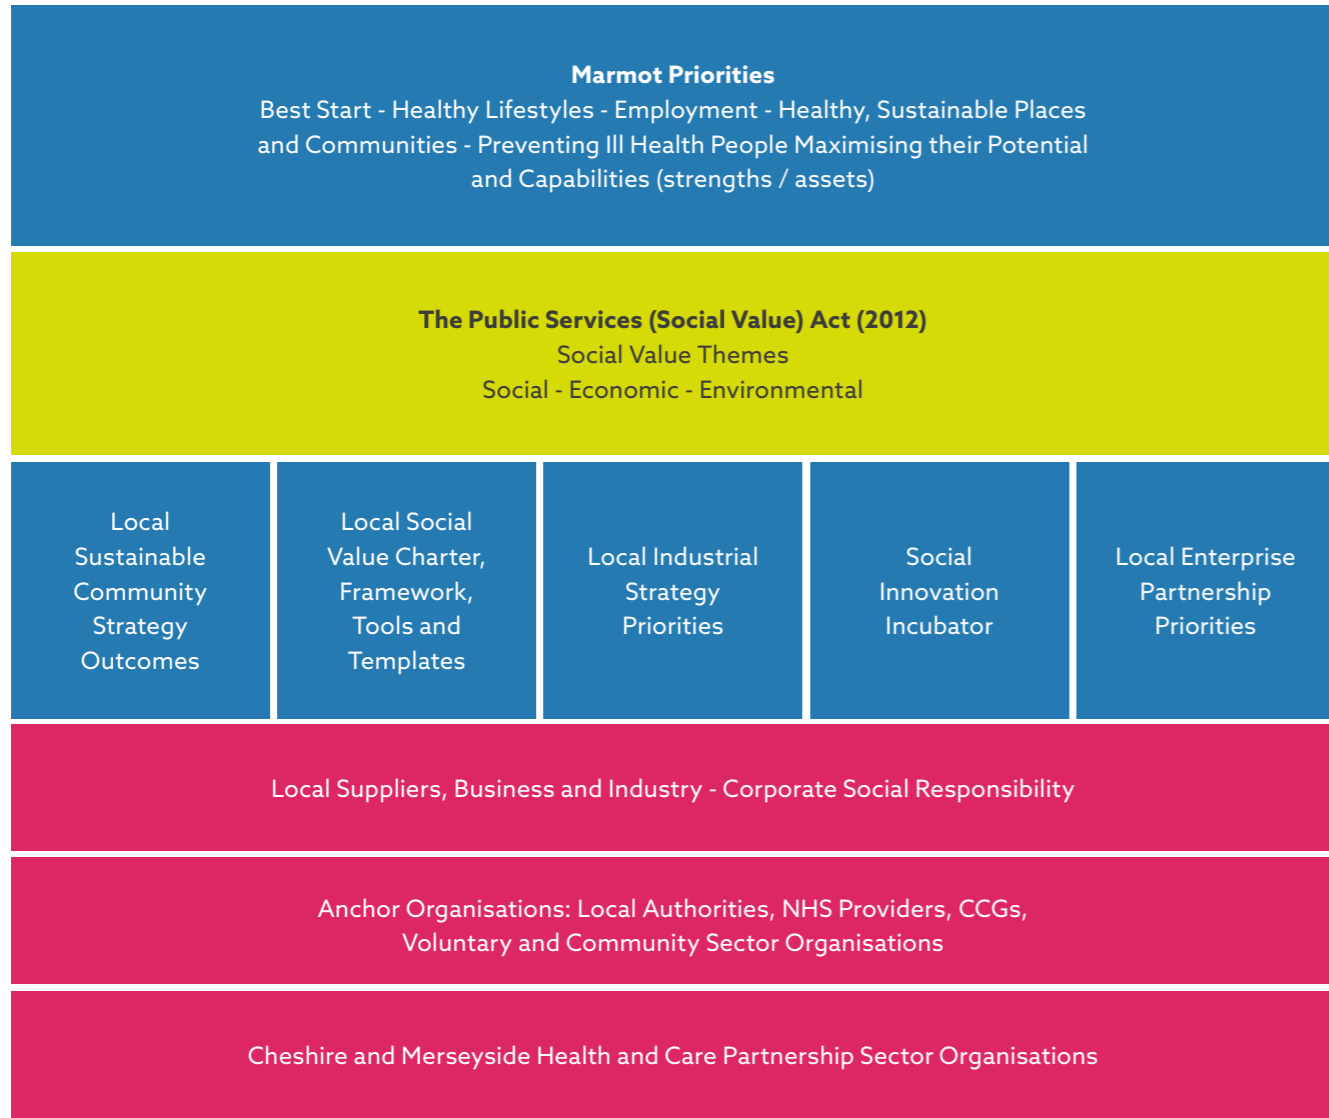 Marmot Priorities
Best Start - Healthy Lifestyles - Employment - Healthy, Sustainable Places
and Communities - Preventing Ill Health People Maximising their Potential
and Capabilities (strengths / assets)
The Public Services (Social Value) Act (2012)
Social Value Themes
Social - Economic - Environmental
Local
Sustainable
Community
Strategy
Outcomes
Local Social
Value Charter,
Framework,
Tools and
Templates
Local Industrial
Strategy
Priorities
Social
Innovation
Incubator
Local Enterprise
Partnership
Priorities
Local Suppliers, Business and Industry - Corporate Social Responsibility
Anchor Organisations: Local Authorities, NHS Providers, CCGs,
Voluntary and Community Sector Organisations
Cheshire and Merseyside Health and Care Partnership Sector Organisations